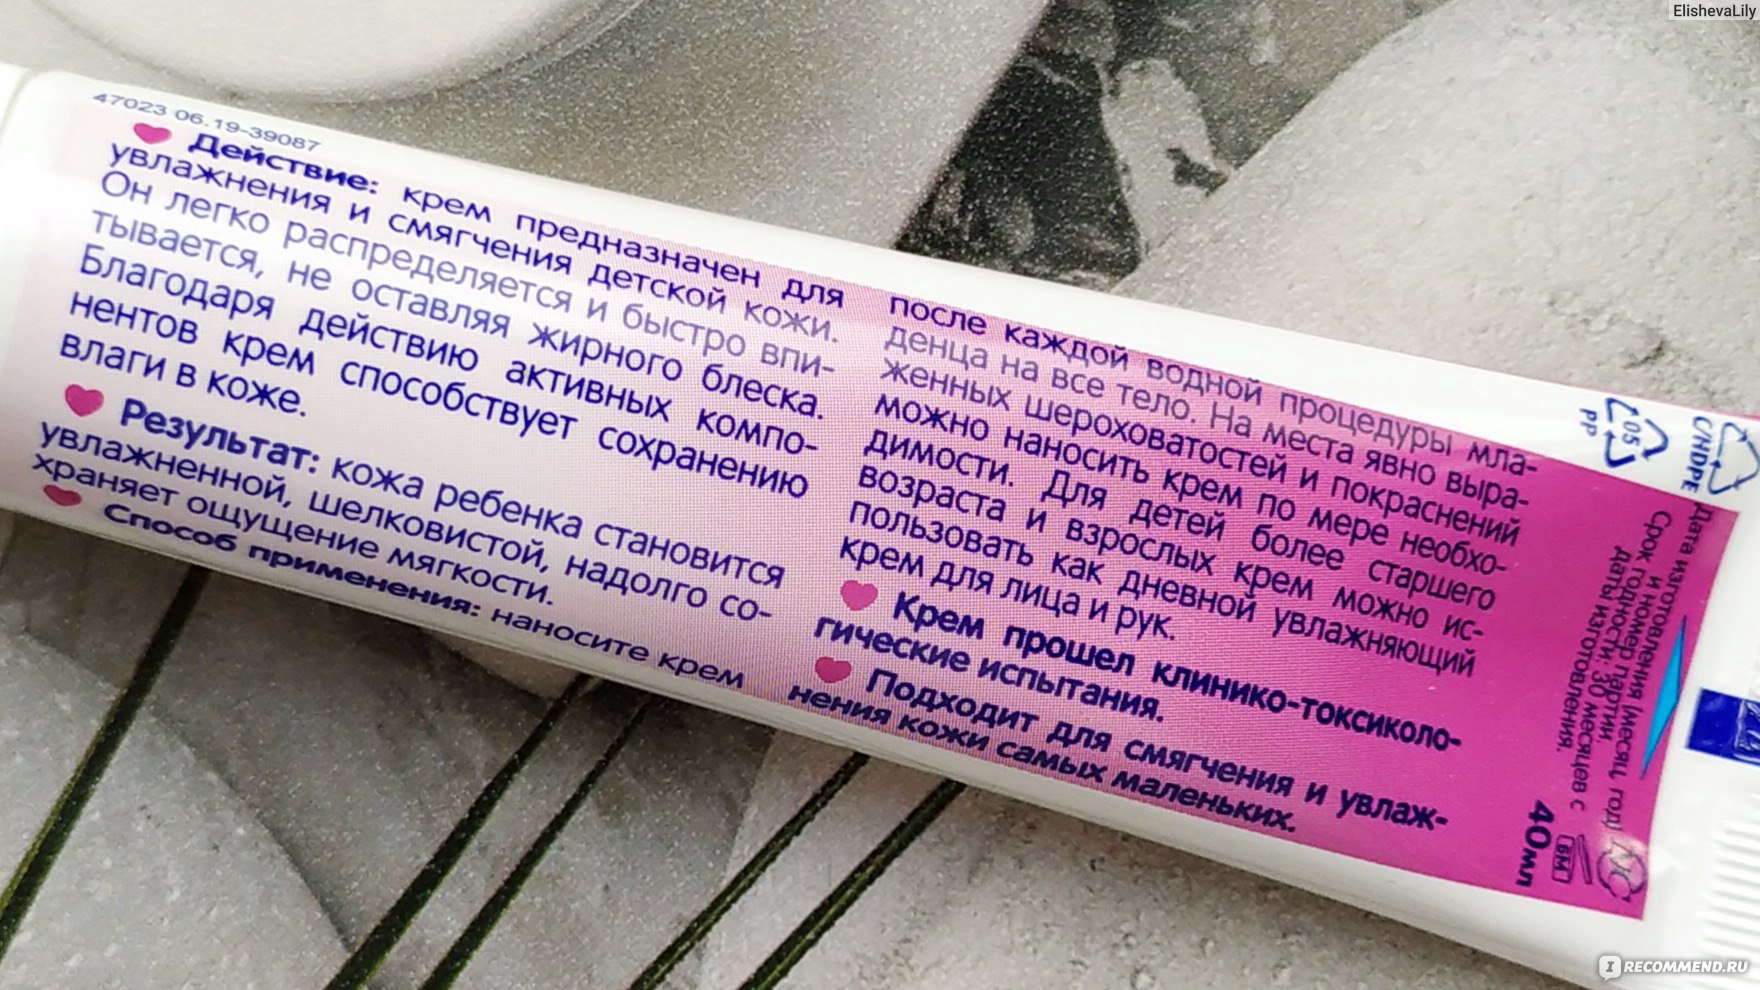 ElishevaLily
47023 06.19-39087
Действие: крем предназначен для
увлажнения и смягчения детской кожи.
Он легко распределяется и быстро впи-
тывается, не оставляя жирного блеска.
Благодаря действию активных компо-
нентов крем способствует сохранению
влаги в коже.
Результат: кожа ребенка становится
увлажненной, шелковистой, надолго со-
храняет ощущение мягкости.
Способ применения: наносите крем
после каждой водной процедуры мла-
денца на все тело. На места явно выра-
женных шероховатостей и покраснений
можно наносить крем по мере необхо-
димости. Для детей более старшего
возраста и взрослых крем можно ис-
пользовать как дневной увлажняющий
крем для лица и рук.
Крем прошел клинико-токсиколо-
гические испытания.
Подходит для смягчения и увлаж-
нения кожи самых маленьких.
05
PP
C/HDPE
Дата изготовления (месяц, год)
и номер партии.
Срок годности: 30 месяцев с
даты изготовления.
40мл
6М
IRECOMMEND.RU